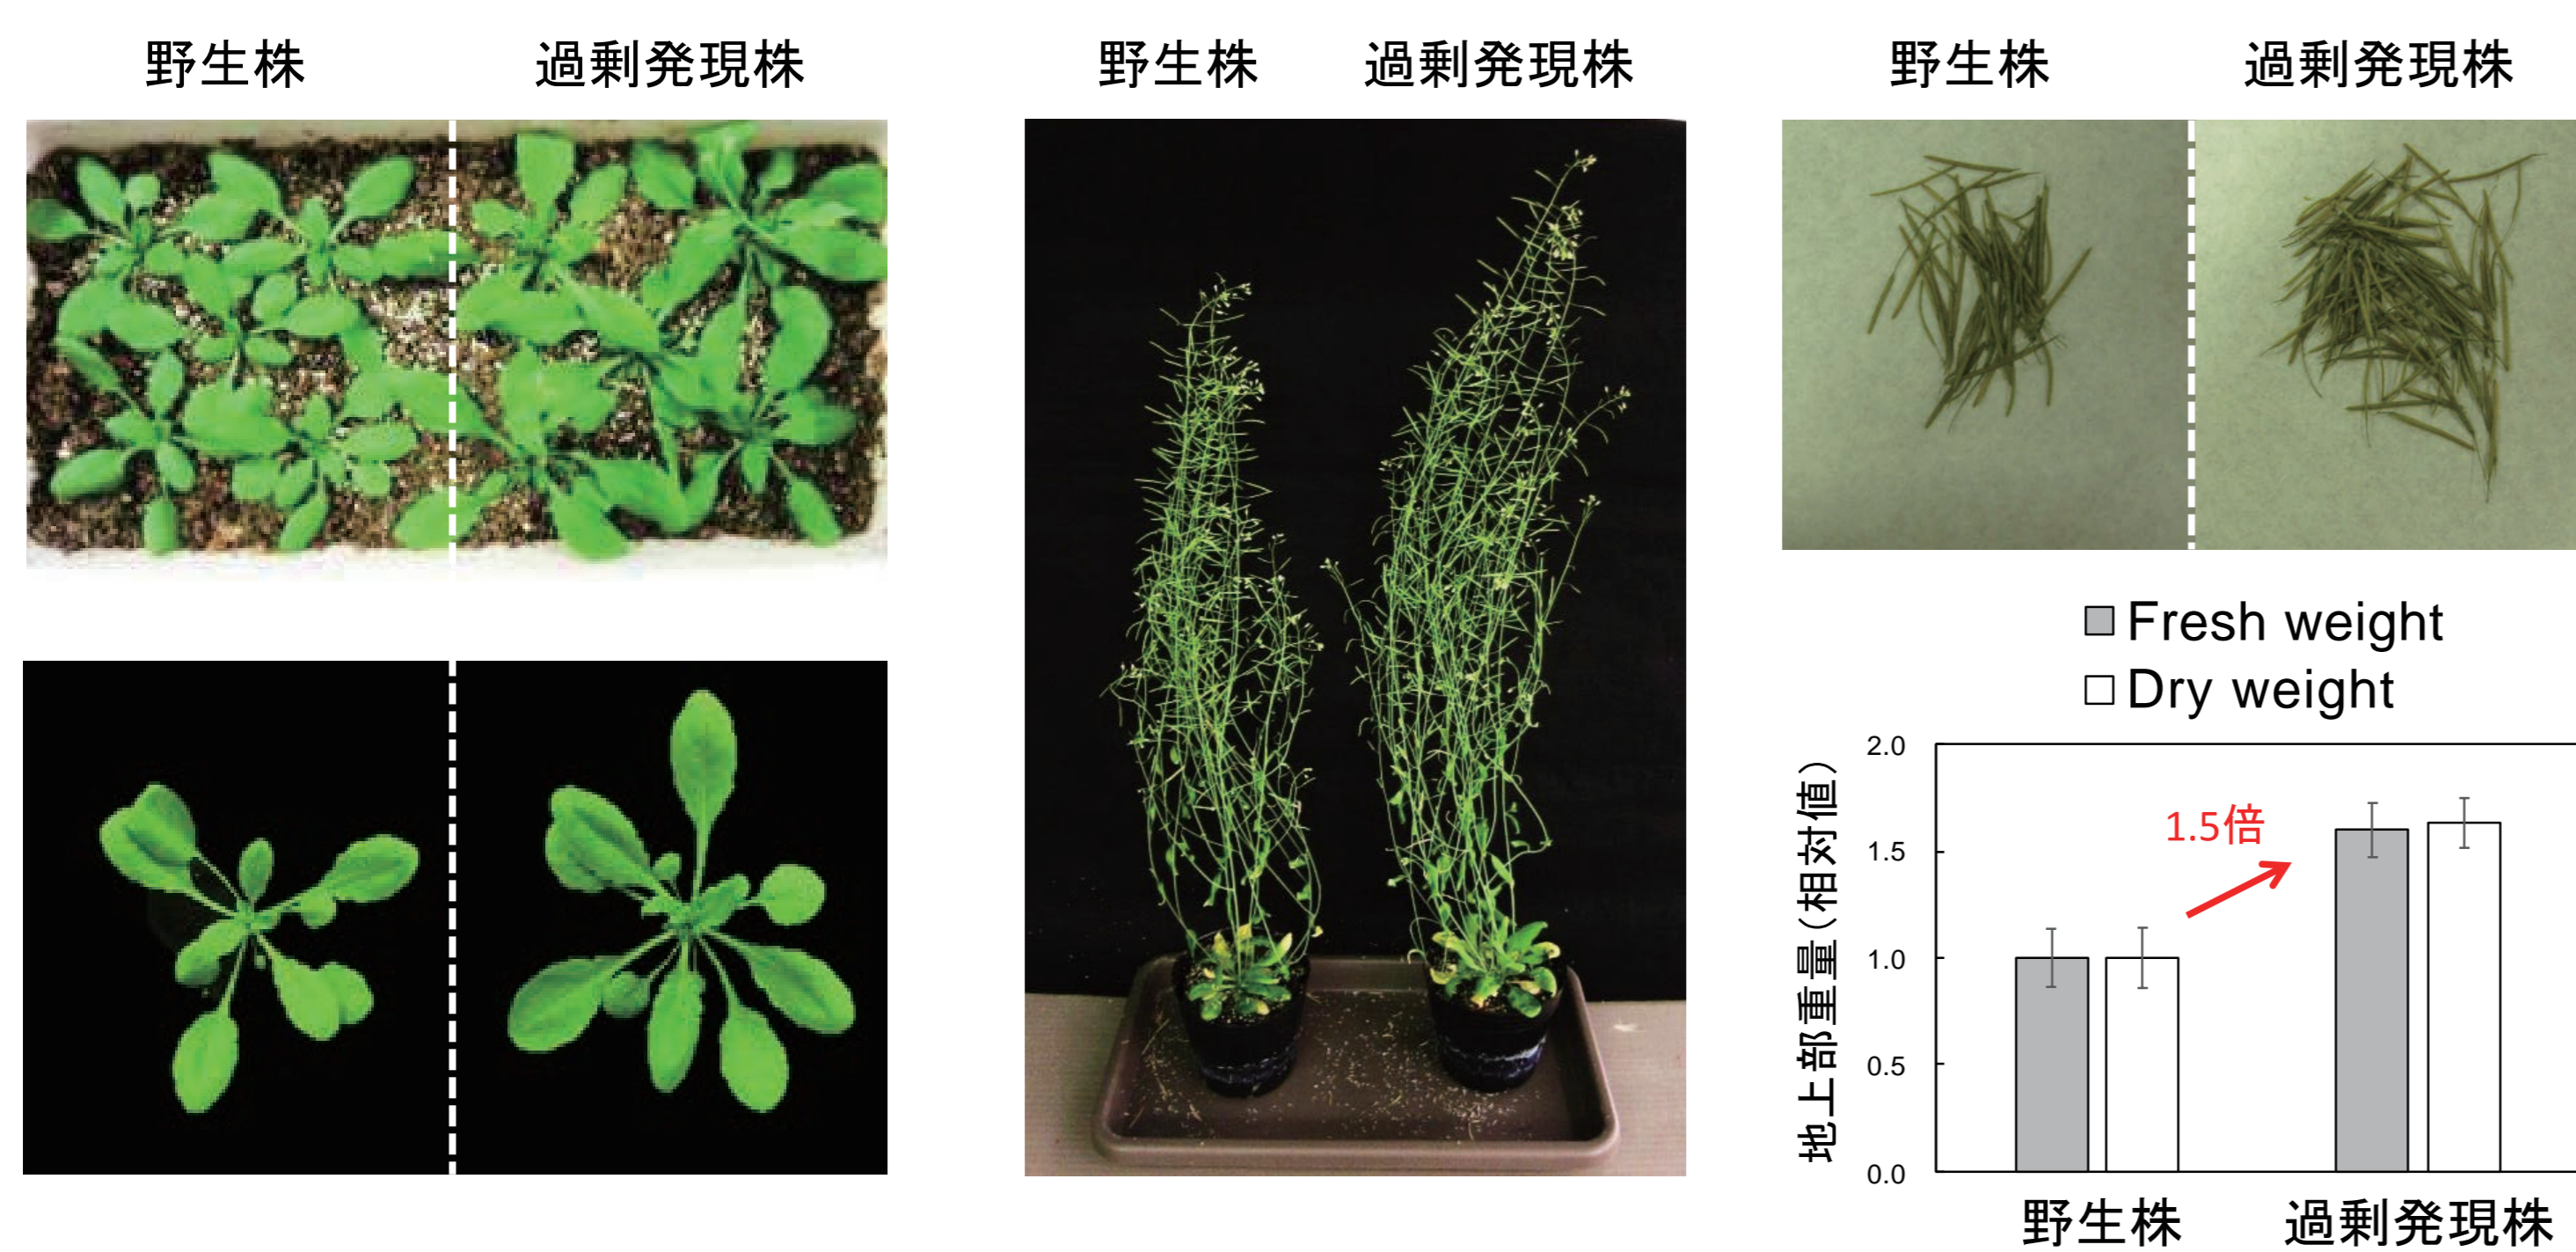 野生株
過剰発現株
野生株
過剰発現株
野生株
過剰発現株
Fresh weight
Dry weight
地上部重量(相対値)
2.0
1.5
1.0
0.5
0.0
1.5倍
野生株
過剰発現株